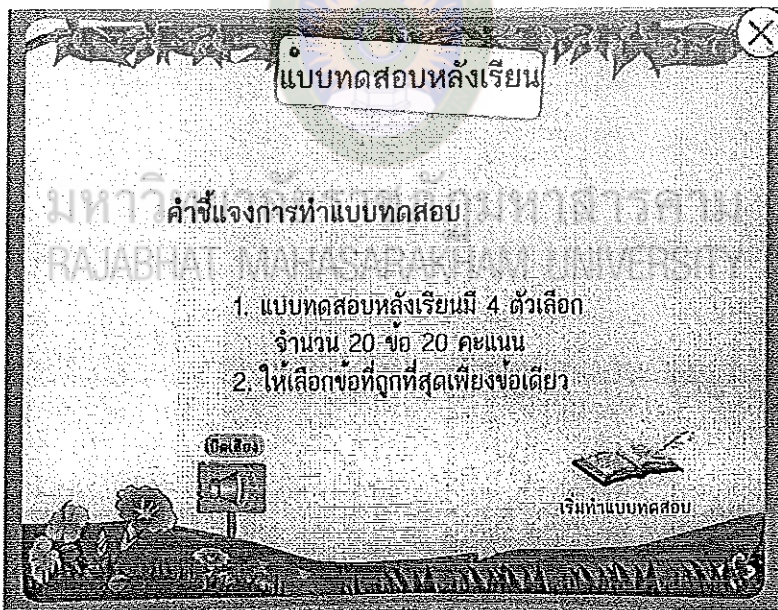 แบบทดสอบหลังเรียน
มหาวิทยาลัยราชภัฏมหาสารคาม
คำชี้แจงการทำแบบทดสอบ
RAJABHAT MAHASARAKHAM UNIVERSITY
1. แบบทดสอบหลังเรียนมี 4 ตัวเลือก
จำนวน 20 ข้อ 20 คะแนน
2. ให้เลือกข้อที่ถูกที่สุดเพียงข้อเดียว
(ปิดเสียง)
เริ่มทำแบบทดสอบ